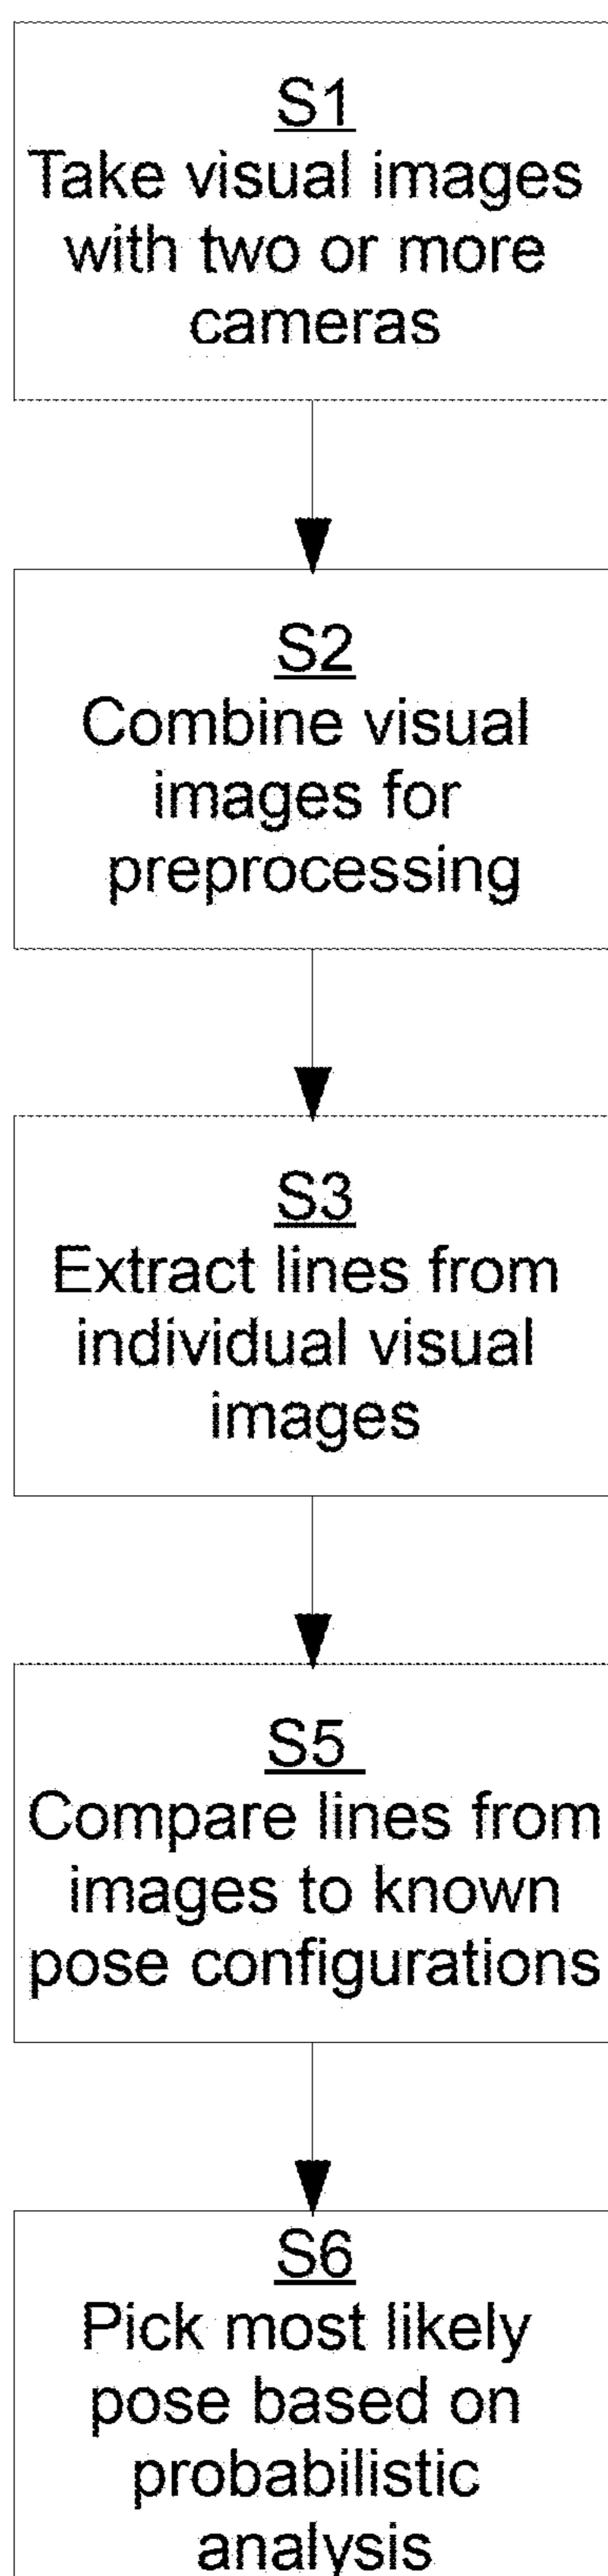 S1
Take visual images
with two or more
cameras
S2
Combine visual
images for
preprocessing
S3
Extract lines from
individual visual
images
S5
Compare lines from
images to known
pose configurations
S6
Pick most likely
pose based on
probabilistic
analysis